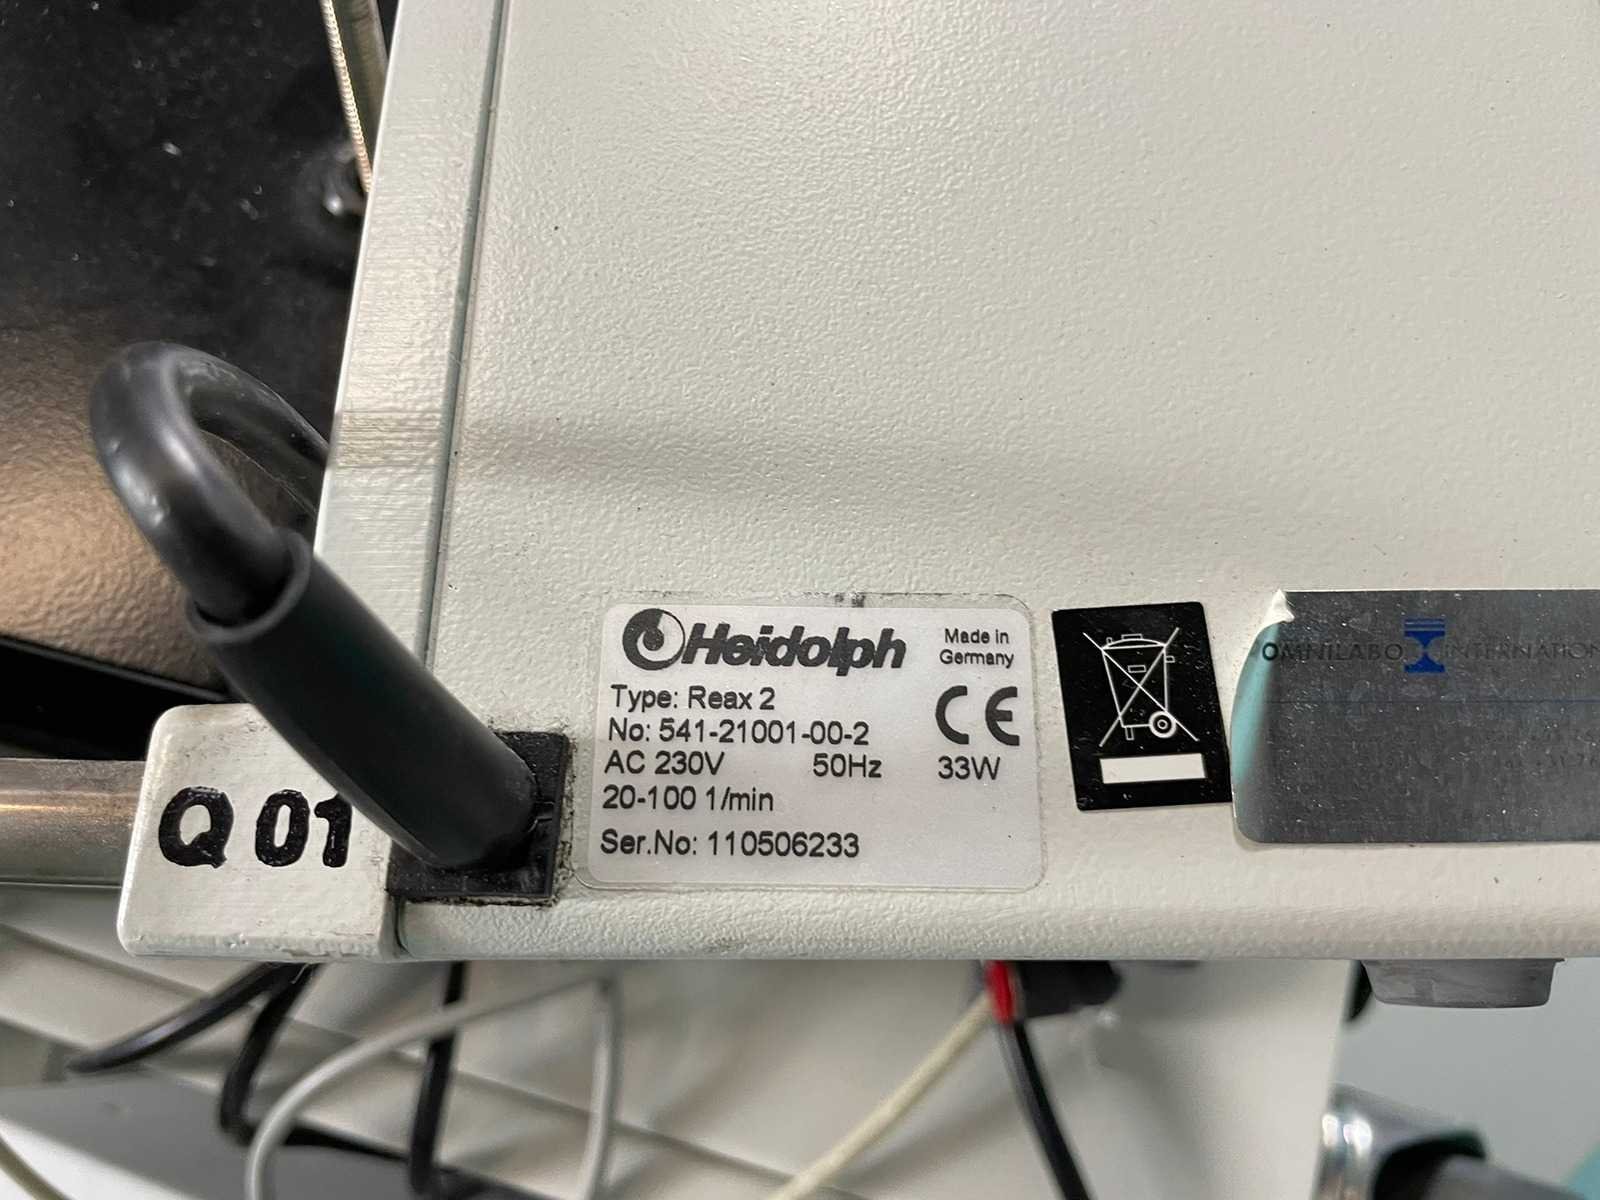 Heidolph
Made in
Germany
Type: Reax 2
No: 541-21001-00-2
CE
AC 230V 50Hz 33W
20-100 1/min
Ser.No: 110506233
Q 01
OMNILABO INTERNATION